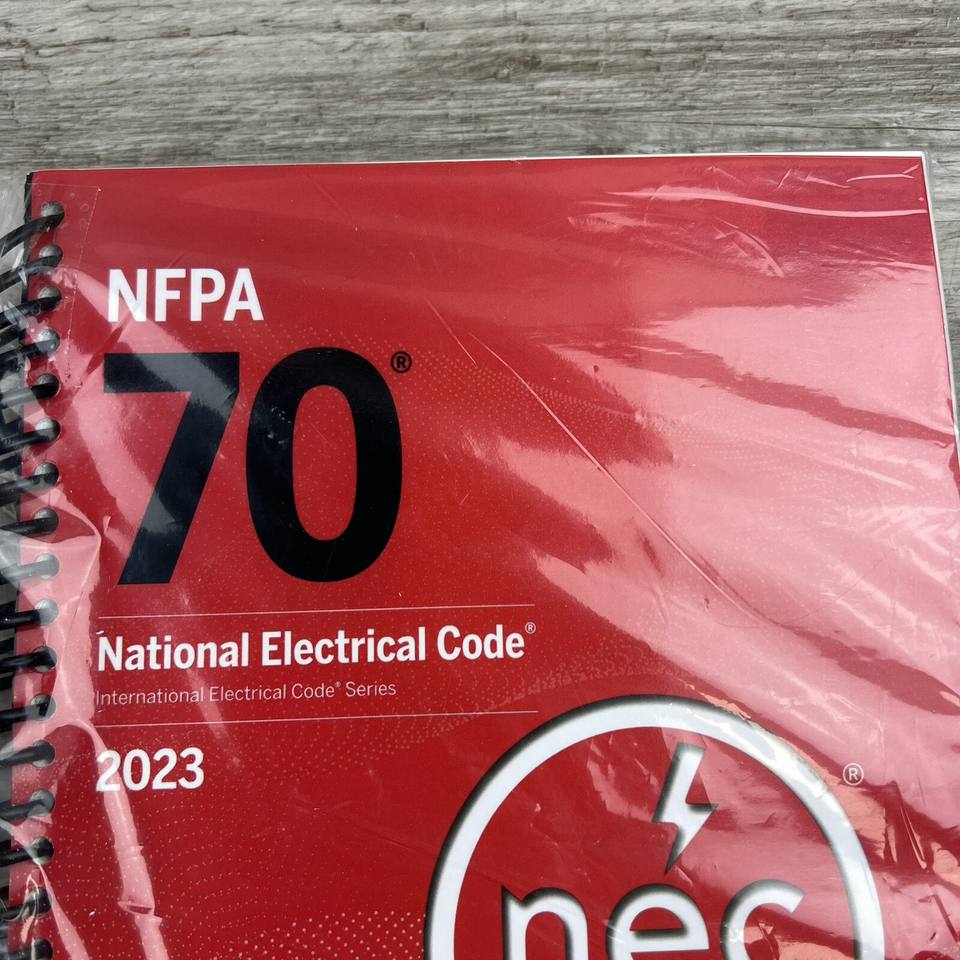 NFPA
70®
National Electrical Code®
International Electrical Code® Series
2023
®
nec